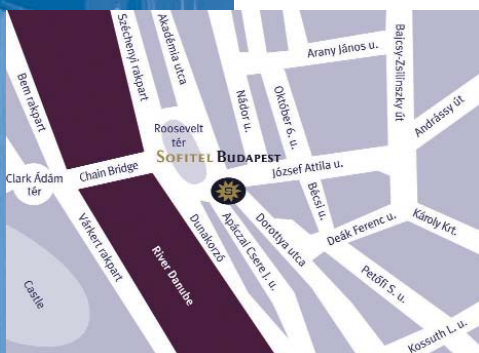 Széchenyi rakpart
Akadémia utca
Bem rakpart
Nádor u.
Október 6. u.
Arany János u.
Bajcsy-Zsilinszky út
Andrássy út
Roosevelt
tér
SOFITEL BUDAPEST
Chain Bridge
Clark Ádám
tér
József Attila u.
Bécsi u.
Várkert rakpart
Dunakorzó
Apáczai Csere J. u.
Dorottya utca
Deák Ferenc u.
Károly Krt.
River Danube
Castle
Petőfi S. u.
Kossuth L. u.